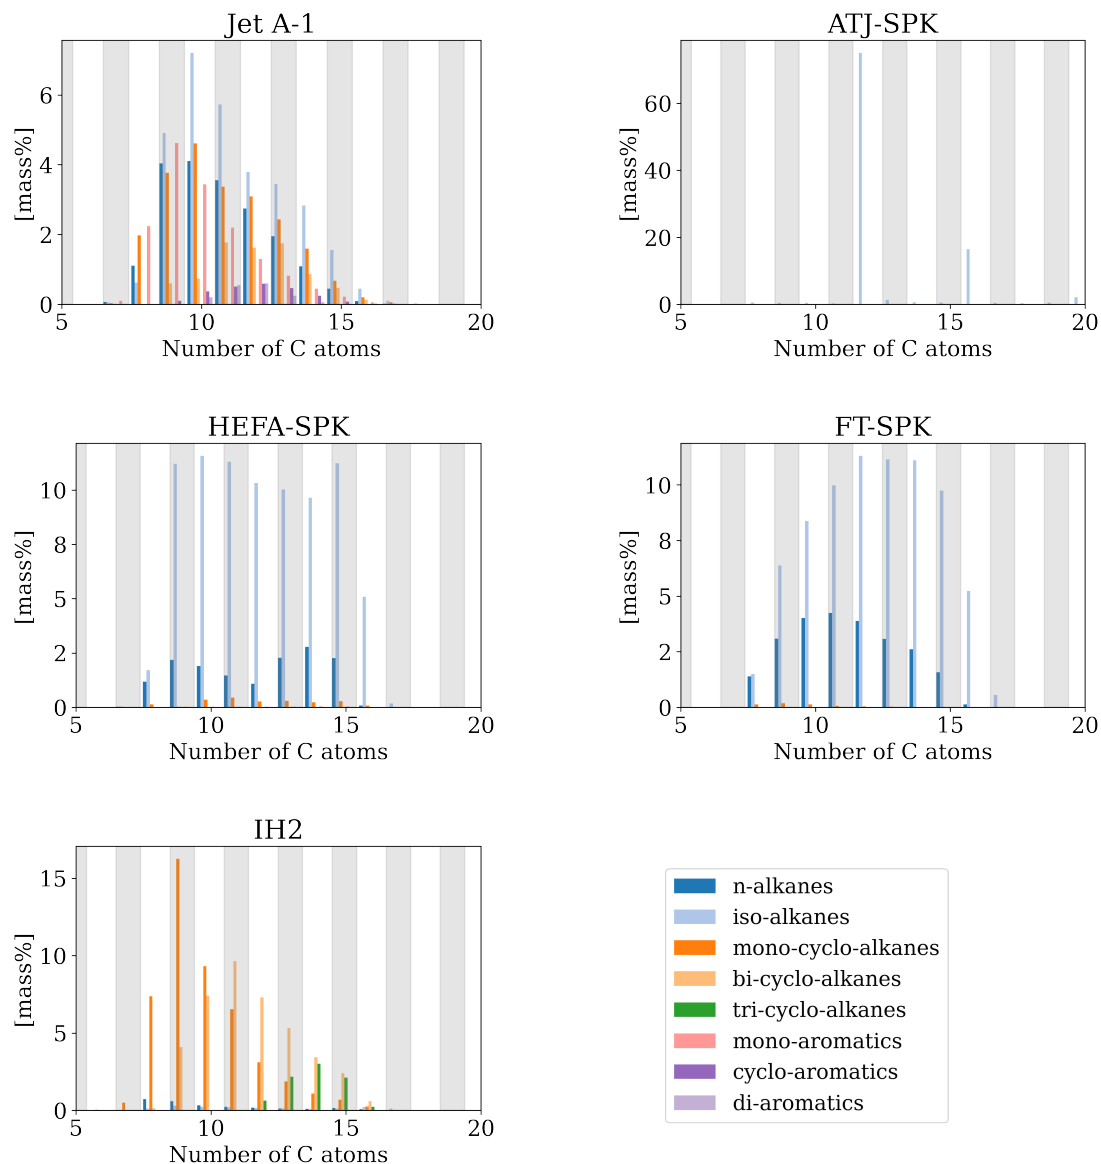 Jet A-1
[mass%]
6
4
2
0
5 10 15 20
Number of C atoms
ATJ-SPK
[mass%]
60
40
20
0
5 10 15 20
Number of C atoms
HEFA-SPK
[mass%]
10
8
5
2
0
5 10 15 20
Number of C atoms
FT-SPK
[mass%]
10
8
5
2
0
5 10 15 20
Number of C atoms
IH2
[mass%]
15
10
5
0
5 10 15 20
Number of C atoms
n-alkanes
iso-alkanes
mono-cyclo-alkanes
bi-cyclo-alkanes
tri-cyclo-alkanes
mono-aromatics
cyclo-aromatics
di-aromatics